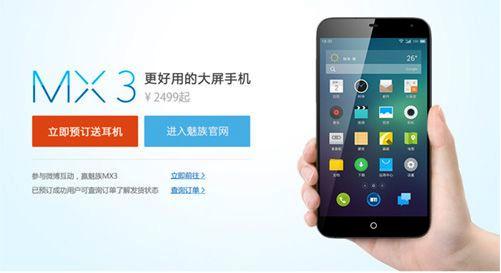 MX 3
更好用的大屏手机
¥ 2499起
立即预订送耳机
进入魅族官网
参与微博互动，赢魅族MX3
立即前往 >
已预订成功用户可查询订单了解发货状态
查询订单 >
26°